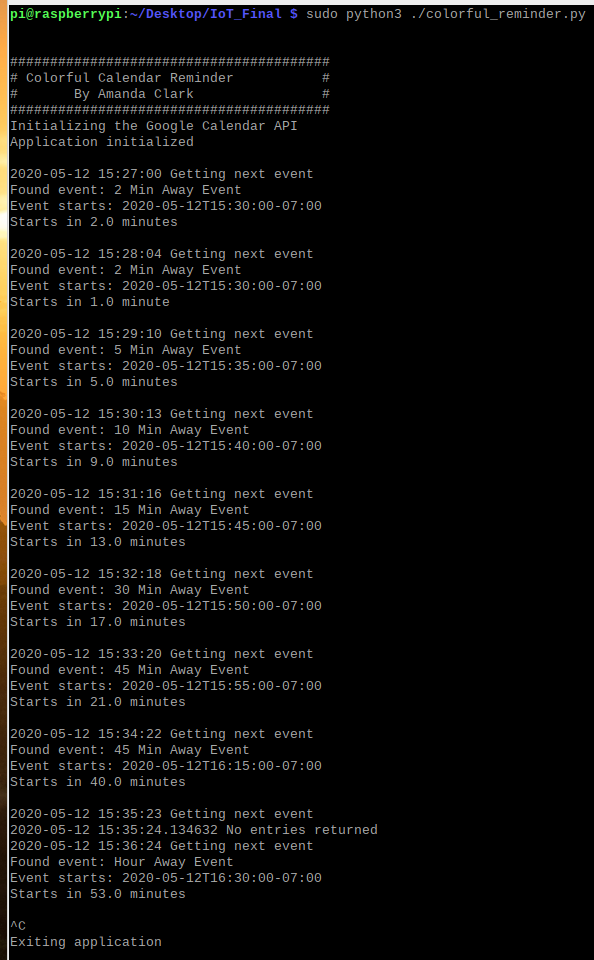 pi@raspberrypi:~/Desktop/IoT_Final $ sudo python3 ./colorful_reminder.py
########################################
# Colorful Calendar Reminder           #
#       By Amanda Clark                #
########################################
Initializing the Google Calendar API
Application initialized
2020-05-12 15:27:00 Getting next event
Found event: 2 Min Away Event
Event starts: 2020-05-12T15:30:00-07:00
Starts in 2.0 minutes
2020-05-12 15:28:04 Getting next event
Found event: 2 Min Away Event
Event starts: 2020-05-12T15:30:00-07:00
Starts in 1.0 minute
2020-05-12 15:29:10 Getting next event
Found event: 5 Min Away Event
Event starts: 2020-05-12T15:35:00-07:00
Starts in 5.0 minutes
2020-05-12 15:30:13 Getting next event
Found event: 10 Min Away Event
Event starts: 2020-05-12T15:40:00-07:00
Starts in 9.0 minutes
2020-05-12 15:31:16 Getting next event
Found event: 15 Min Away Event
Event starts: 2020-05-12T15:45:00-07:00
Starts in 13.0 minutes
2020-05-12 15:32:18 Getting next event
Found event: 30 Min Away Event
Event starts: 2020-05-12T15:50:00-07:00
Starts in 17.0 minutes
2020-05-12 15:33:20 Getting next event
Found event: 45 Min Away Event
Event starts: 2020-05-12T15:55:00-07:00
Starts in 21.0 minutes
2020-05-12 15:34:22 Getting next event
Found event: 45 Min Away Event
Event starts: 2020-05-12T16:15:00-07:00
Starts in 40.0 minutes
2020-05-12 15:35:23 Getting next event
2020-05-12 15:35:24.134632 No entries returned
2020-05-12 15:36:24 Getting next event
Found event: Hour Away Event
Event starts: 2020-05-12T16:30:00-07:00
Starts in 53.0 minutes
^C
Exiting application